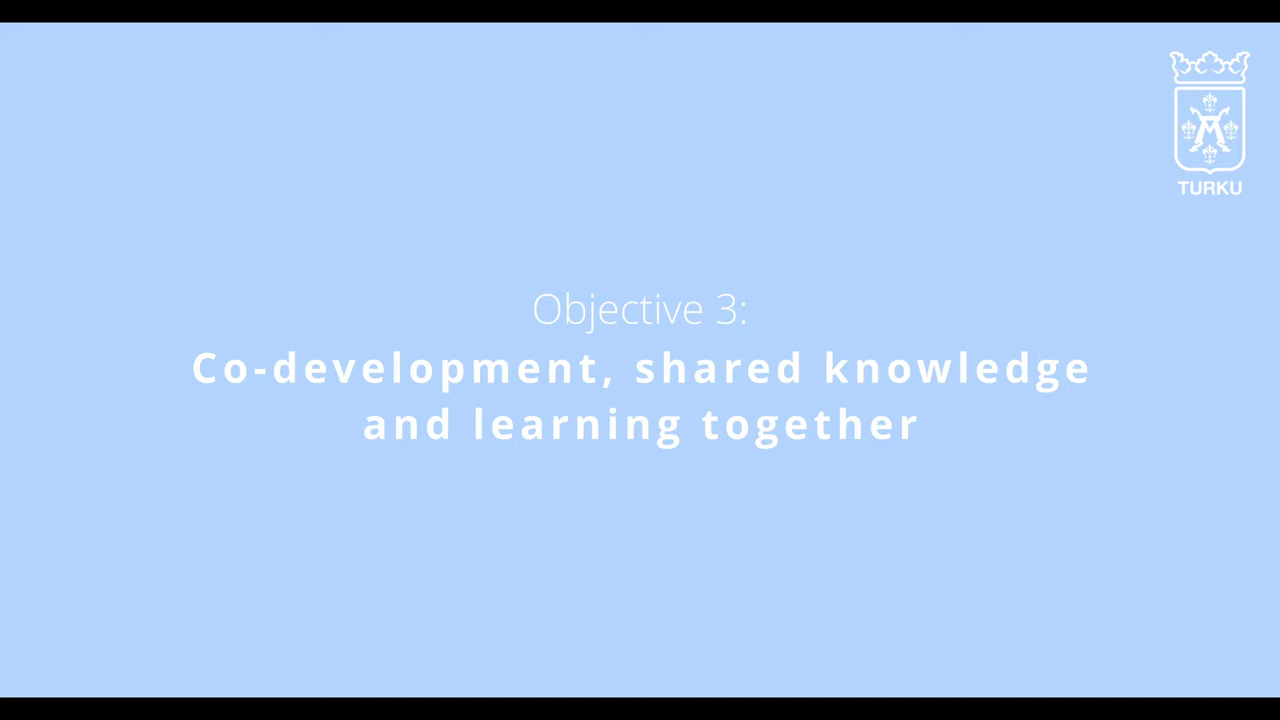 TURKU
Objective 3:
Co-development, shared knowledge
and learning together